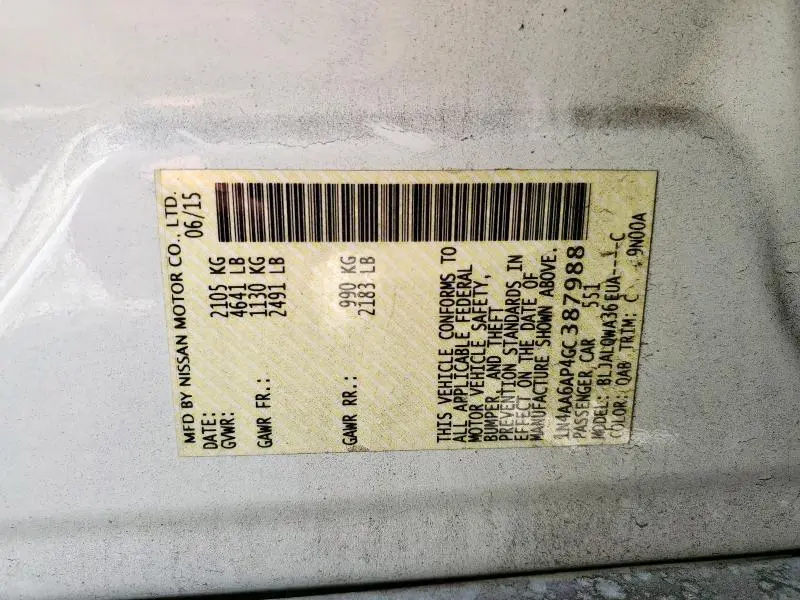 MFD BY NISSAN MOTOR CO., LTD.
DATE: 06/15
GVWR: 2105 KG
4641 LB
GAWR FR.: 1130 KG
2491 LB
GAWR RR.: 990 KG
2183 LB
THIS VEHICLE CONFORMS TO
ALL APPLICABLE FEDERAL
MOTOR VEHICLE SAFETY,
BUMPER, AND THEFT
PREVENTION STANDARDS IN
EFFECT ON THE DATE OF
MANUFACTURE SHOWN ABOVE.
1N4AA6AP4GC387988
PASSENGER CAR 551
MODEL: BLJALQWA36EUA----C
COLOR: QAB TRIM: C 9N00A